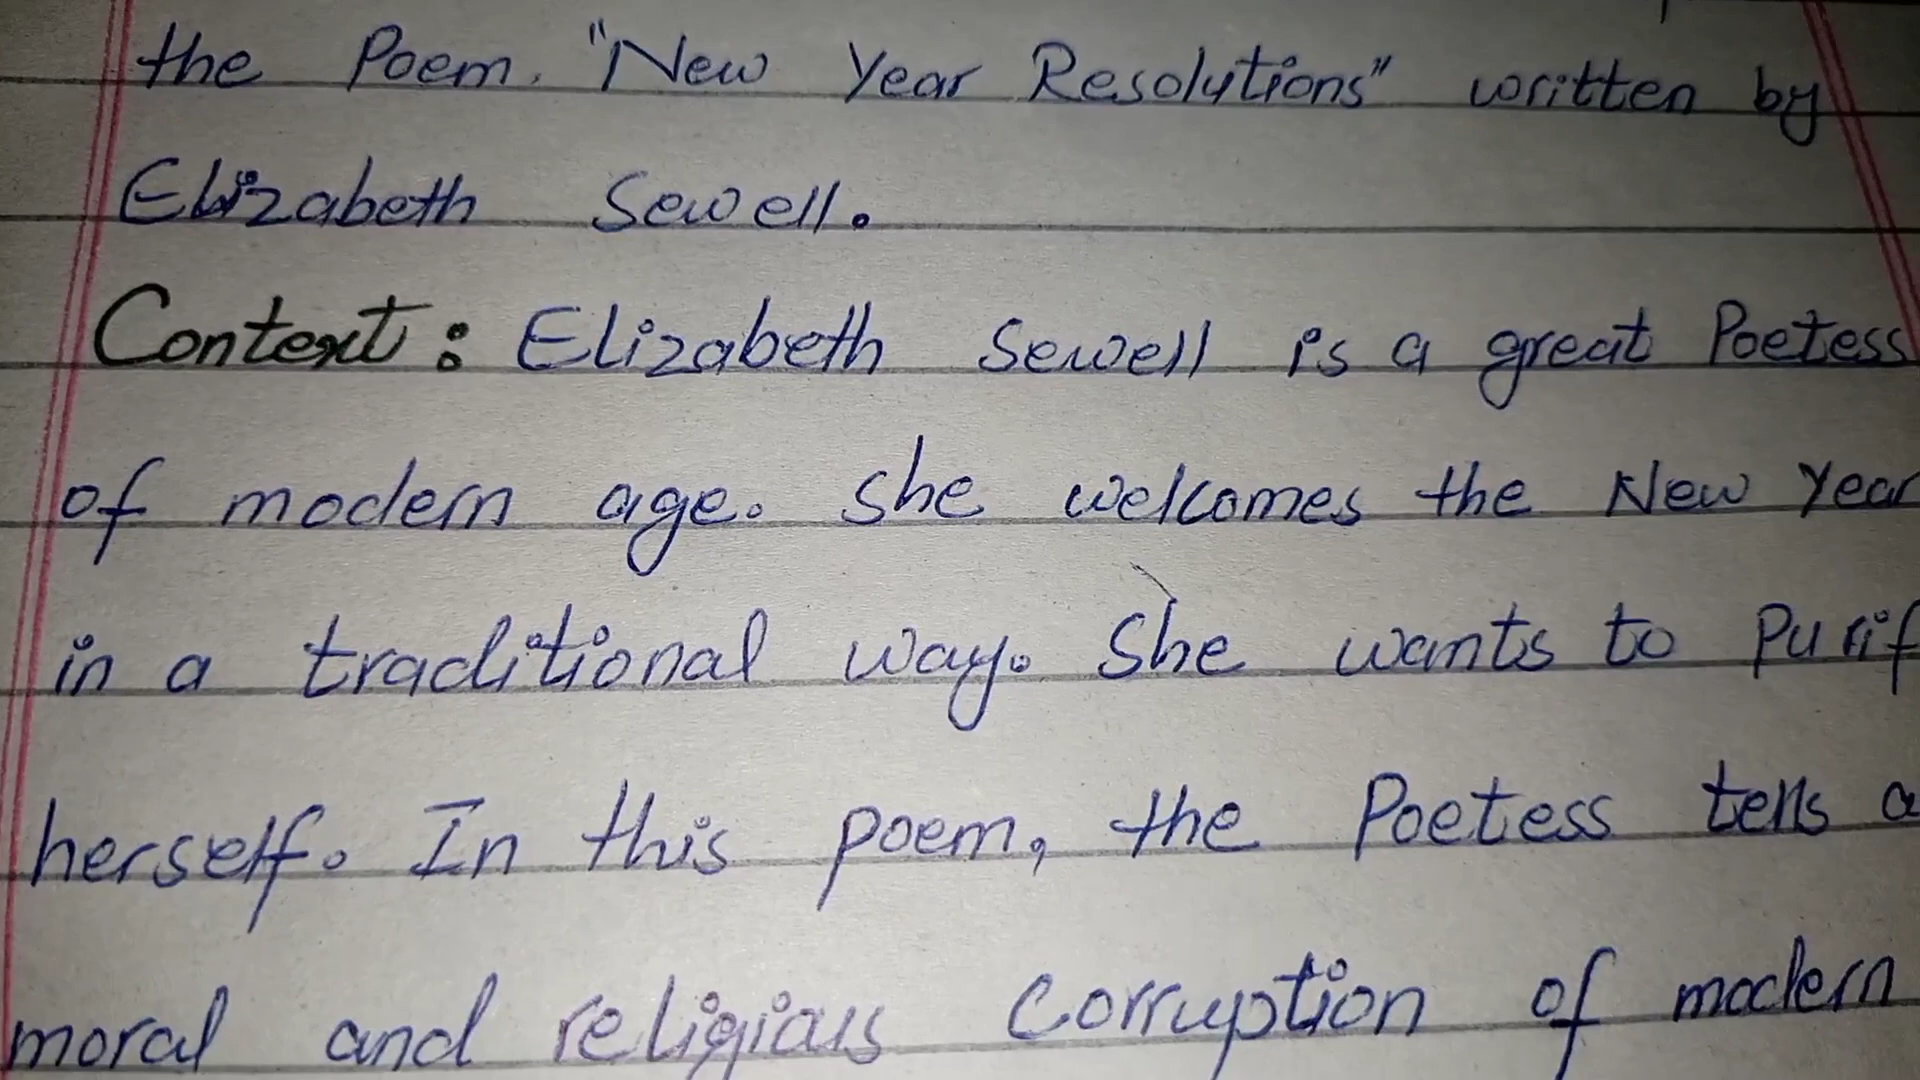 the Poem. "New Year Resolutions" written by
Elizabeth Sewell.
Context: Elizabeth Sewell is a great Poetess
of modern age. She welcomes the New Year
in a traditional way. She wants to Purif
herself. In this poem, the Poetess tells a
moral and religious Corruption of modern